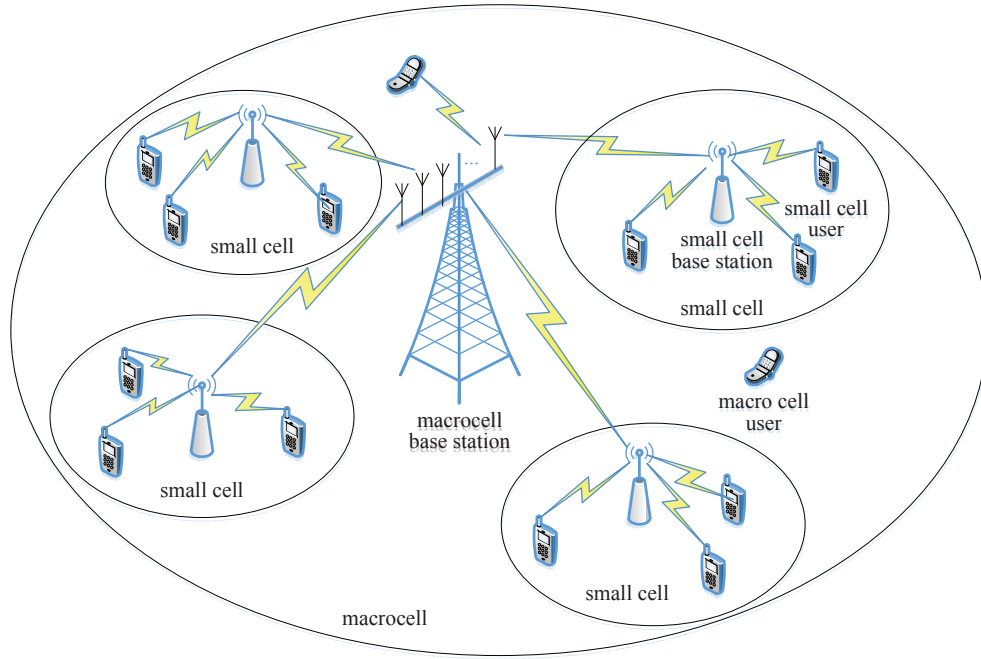 ...
small cell
small cell
user
small cell
base station
small cell
macro cell
user
macrocell
base station
small cell
small cell
macrocell